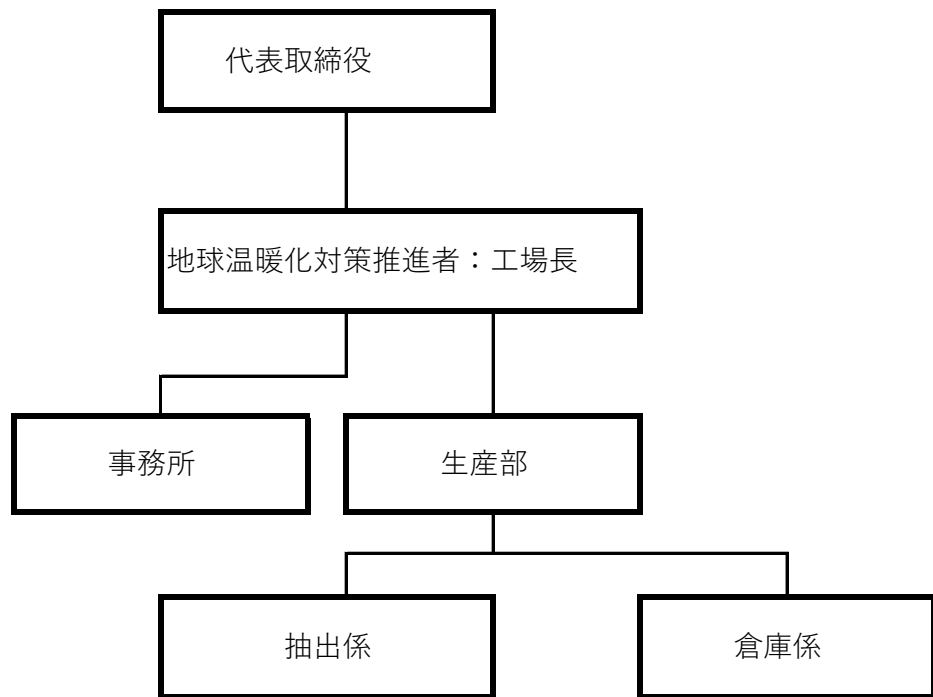 代表取締役
地球温暖化対策推進者：工場長
事務所
生産部
抽出係
倉庫係